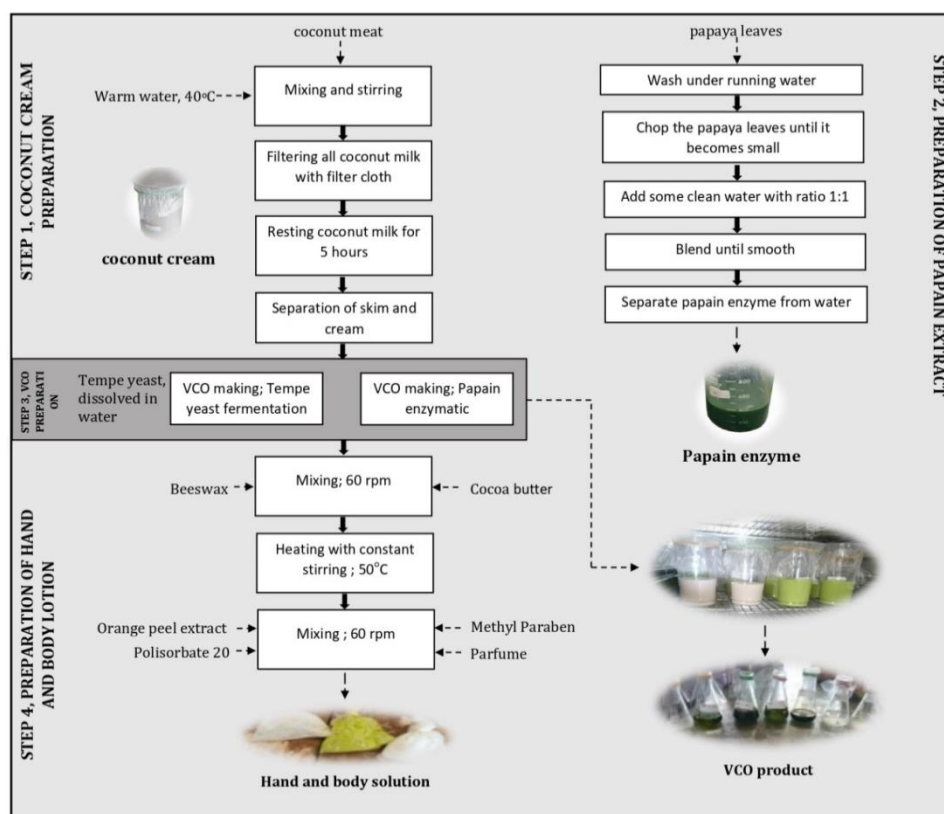 STEP 1, COCONUT CREAM
PREPARATION
coconut meat
Warm water, 40°C
Mixing and stirring
Filtering all coconut milk
with filter cloth
Resting coconut milk for
5 hours
Separation of skim and
cream
coconut cream
STEP 2, PREPARATION OF PAPAIN EXTRACT
papaya leaves
Wash under running water
Chop the papaya leaves until it
becomes small
Add some clean water with ratio 1:1
Blend until smooth
Separate papain enzyme from water
Papain enzyme
STEP 3, VCO
PREPARATI
ON
Tempe yeast,
dissolved in
water
VCO making; Tempe
yeast fermentation
VCO making; Papain
enzymatic
STEP 4, PREPARATION OF HAND
AND BODY LOTION
Beeswax
Mixing; 60 rpm
Cocoa butter
Heating with constant
stirring ; 50°C
Orange peel extract
Polisorbate 20
Mixing ; 60 rpm
Methyl Paraben
Parfume
Hand and body solution
VCO product